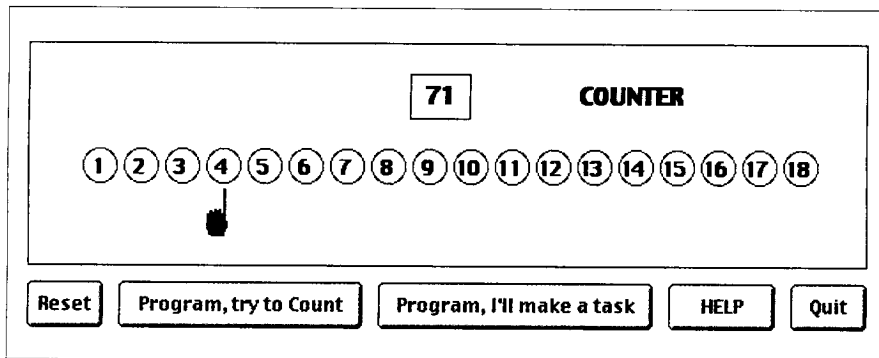 71 COUNTER
1 2 3 4 5 6 7 8 9 10 11 12 13 14 15 16 17 18
Reset Program, try to Count Program, I'll make a task HELP Quit